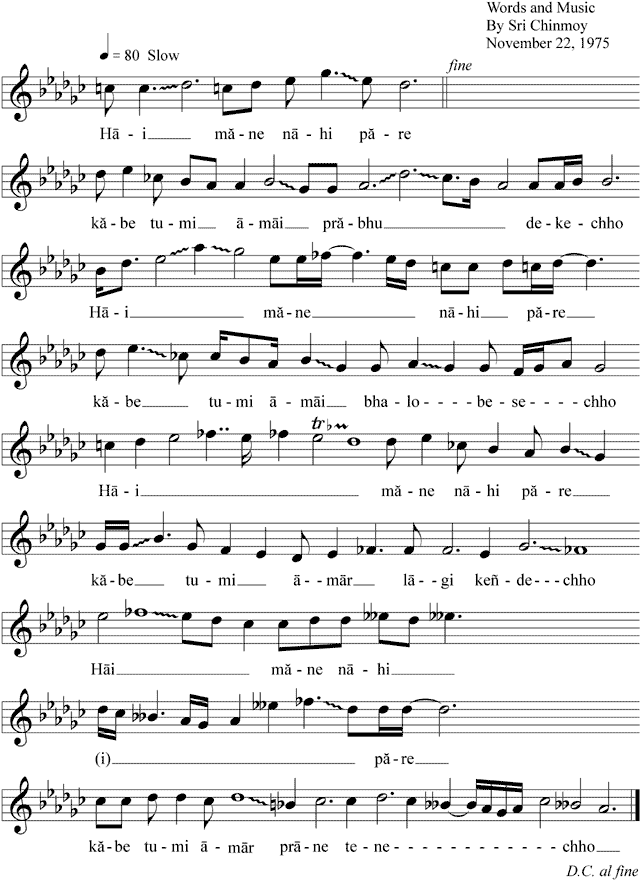 Words and Music
By Sri Chinmoy
November 22, 1975
= 80 Slow
fine
Hā - i mă - ne nā - hi pă - re
kă - be tu - mi ā - māi pră - bhu de - ke - chho
Hā - i mă - ne nā - hi pă - re
kă - be tu - mi ā - māi bha - lo - - - - be - se - - - - chho
tr
Hā - i mă - ne nā - hi pă - re
kă - be tu - mi ā - mār lā - gi keñ - de - - - chho
Hāi mă - ne nā - hi
(i) pă - re
kă - be tu - mi ā - mār prā - ne te - - - - - - - - - - - - - - chho
D.C. al fine